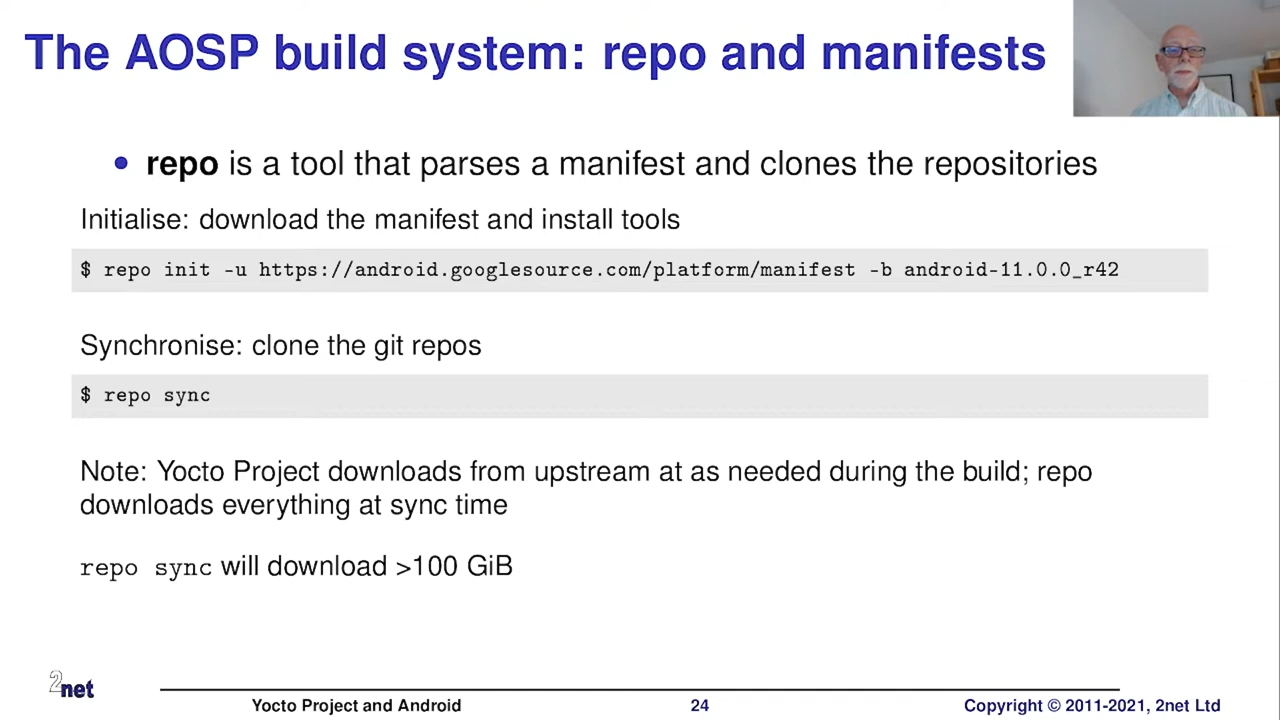 The AOSP build system: repo and manifests
• repo is a tool that parses a manifest and clones the repositories
Initialise: download the manifest and install tools
$ repo init -u https://android.googlesource.com/platform/manifest -b android-11.0.0_r42
Synchronise: clone the git repos
$ repo sync
Note: Yocto Project downloads from upstream at as needed during the build; repo
downloads everything at sync time
repo sync will download >100 GiB
2net
Yocto Project and Android
24
Copyright © 2011-2021, 2net Ltd